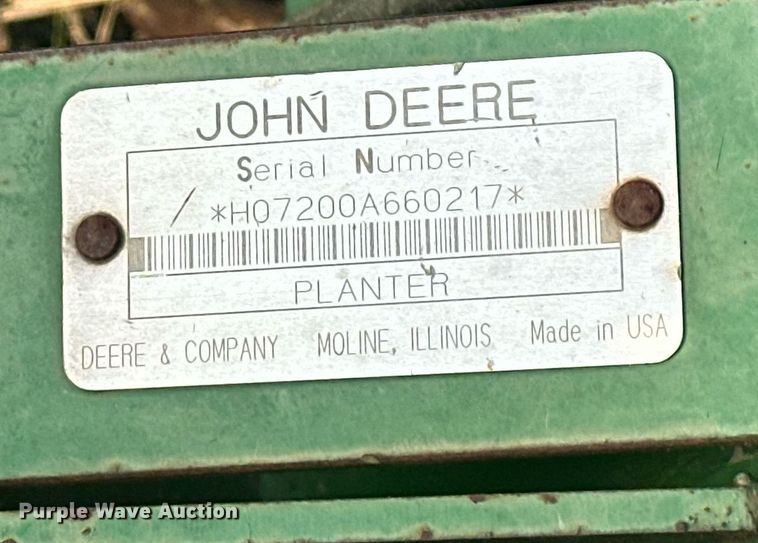 JOHN DEERE
Serial Number
*H07200A660217*
PLANTER
DEERE & COMPANY MOLINE, ILLINOIS Made in USA
Purple Wave Auction